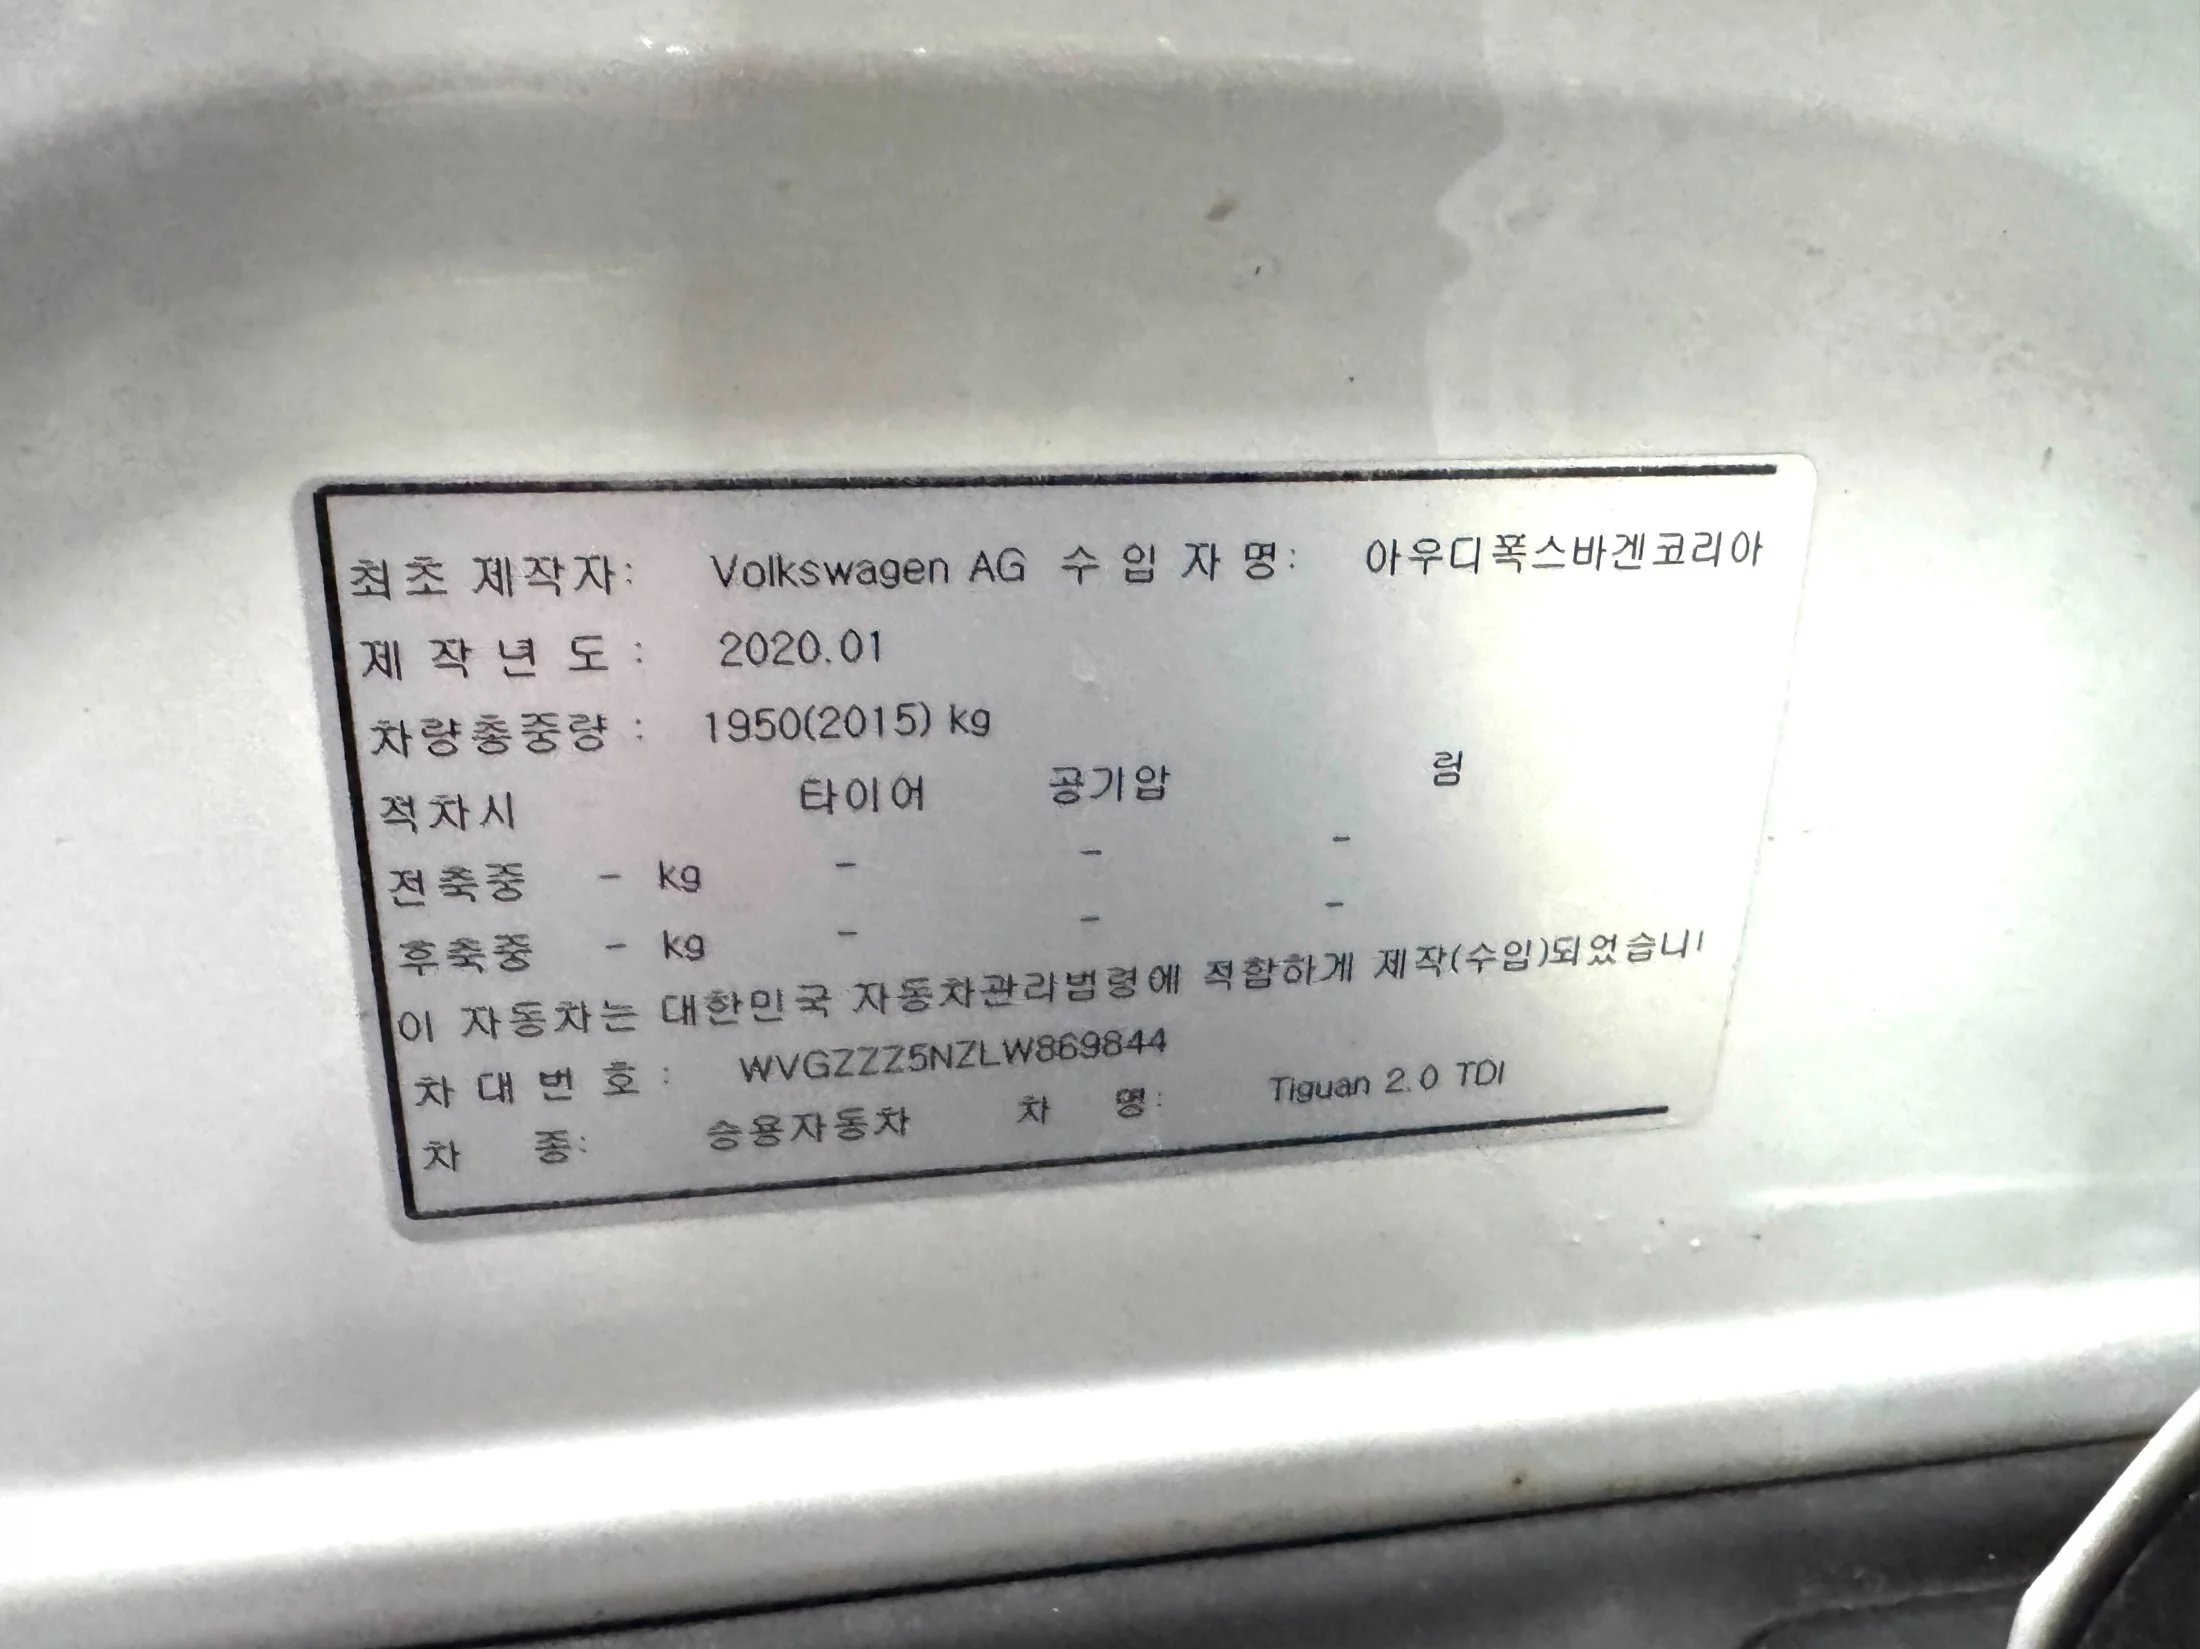 최초 제작자: Volkswagen AG 수 입 자 명: 아우디폭스바겐코리아
제 작 년 도 : 2020.01
차량총중량 : 1950(2015) kg
적차시 타이어 공기압 림
전축중 - kg - - -
후축중 - kg - - -
이 자동차는 대한민국 자동차관리법령에 적합하게 제작(수입)되었습니
차 대 번 호 : WVGZZZ5NZLW869844
차 종: 승용자동차 차 명: Tiguan 2.0 TDI